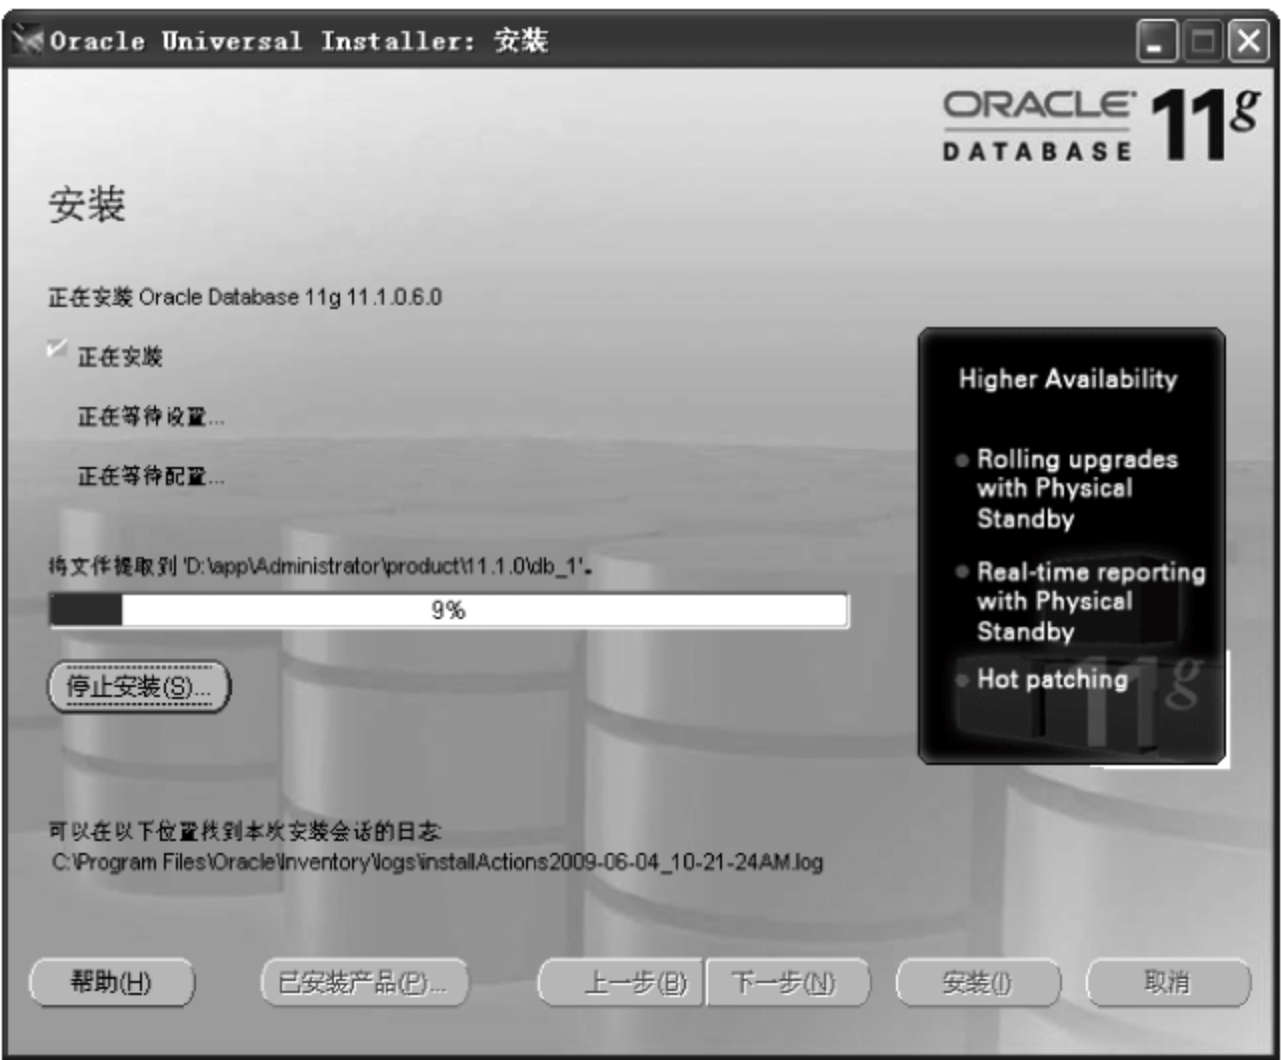 Oracle Universal Installer: 安装
ORACLE
DATABASE 11g
安装
正在安装 Oracle Database 11g 11.1.0.6.0
正在安装
正在等待设置...
正在等待配置...
将文件提取到 'D:\app\Administrator\product\11.1.0\db_1'。
9%
停止安装(S)...
Higher Availability
Rolling upgrades
with Physical
Standby
Real-time reporting
with Physical
Standby
Hot patching
11g
可以在以下位置找到本次安装会话的日志:
C:\Program Files\Oracle\Inventory\logs\installActions2009-06-04_10-21-24AM.log
帮助(H) 已安装产品(P)... 上一步(B) 下一步(N) 安装(I) 取消